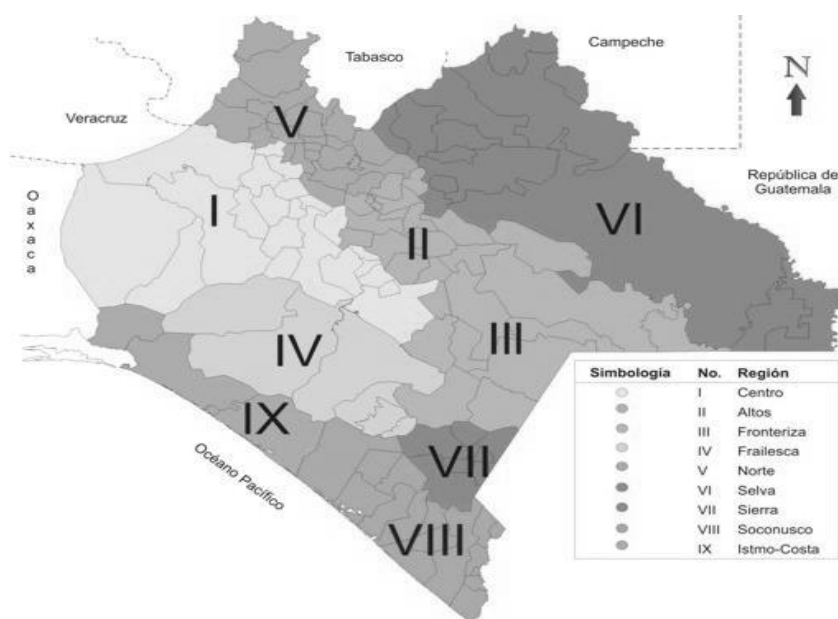 Campeche
Tabasco
N
Veracruz
V
República de
Guatemala
Oaxaca
I
VI
II
III
IV
IX
VII
VIII
Océano Pacífico
Simbología No. Región
I Centro
II Altos
III Fronteriza
IV Frailesca
V Norte
VI Selva
VII Sierra
VIII Soconusco
IX Istmo-Costa